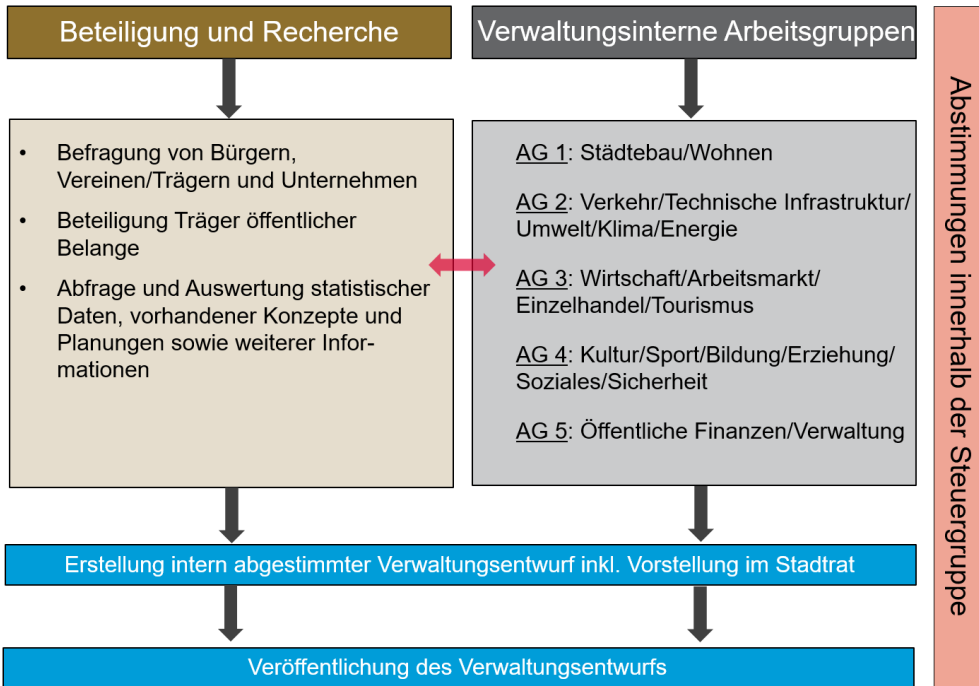 Beteiligung und Recherche
Verwaltungsinterne Arbeitsgruppen
• Befragung von Bürgern,
Vereinen/Trägern und Unternehmen
• Beteiligung Träger öffentlicher
Belange
• Abfrage und Auswertung statistischer
Daten, vorhandener Konzepte und
Planungen sowie weiterer Infor-
mationen
AG 1: Städtebau/Wohnen
AG 2: Verkehr/Technische Infrastruktur/
Umwelt/Klima/Energie
AG 3: Wirtschaft/Arbeitsmarkt/
Einzelhandel/Tourismus
AG 4: Kultur/Sport/Bildung/Erziehung/
Soziales/Sicherheit
AG 5: Öffentliche Finanzen/Verwaltung
Erstellung intern abgestimmter Verwaltungsentwurf inkl. Vorstellung im Stadtrat
Veröffentlichung des Verwaltungsentwurfs
Abstimmungen innerhalb der Steuergruppe